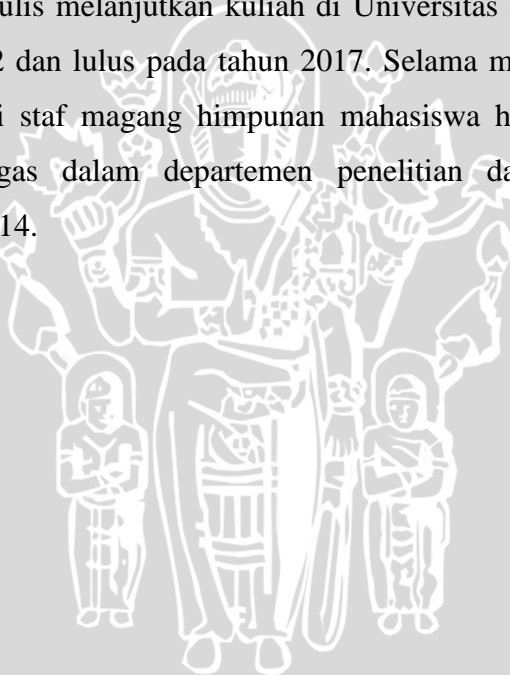 ulis melanjutkan kuliah di Universitas
2 dan lulus pada tahun 2017. Selama m
i staf magang himpunan mahasiswa h
gas dalam departemen penelitian da
14.